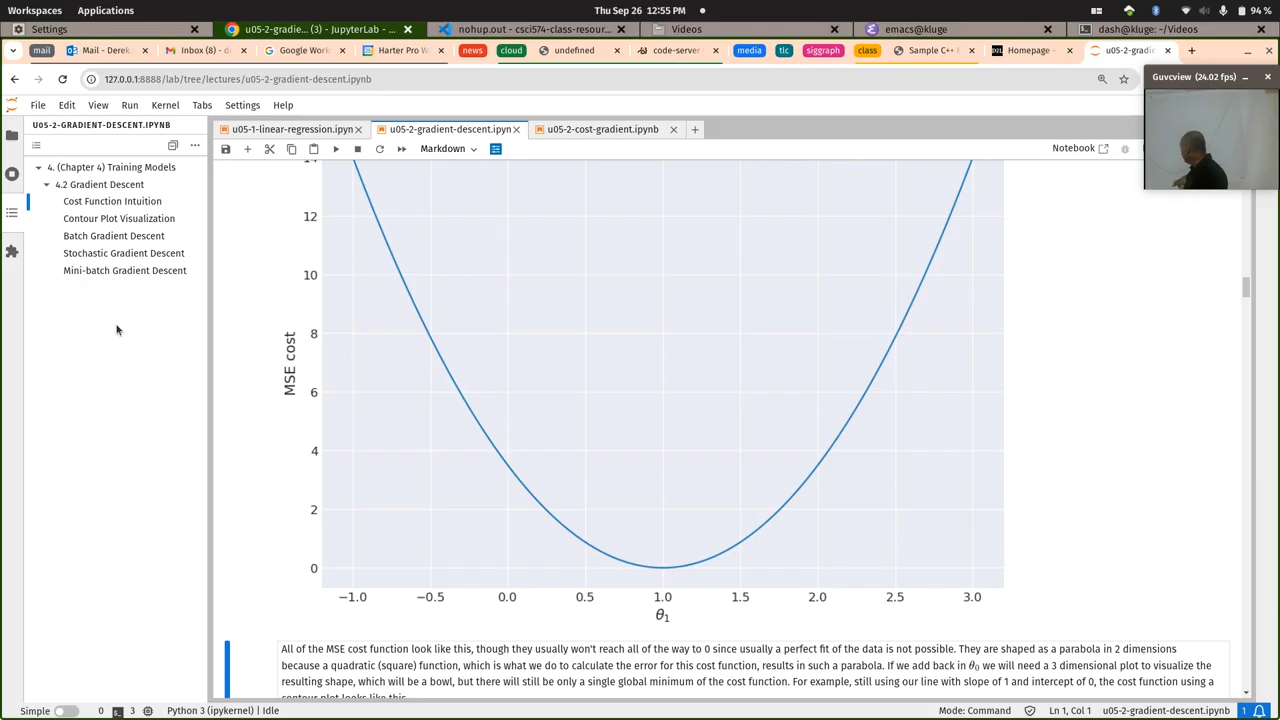 Workspaces Applications Thu Sep 26 12:55 PM 94 %
Settings u05-2-gradie... (3) - JupyterLab - ... nohup.out - csci574-class-resour... Videos emacs@kluge dash@kluge: ~/Videos
mail Mail - Derek Inbox (8) - d Google Work Harter Pro W news cloud undefined code-server media tlc siggraph class Sample C++ Homepage - u05-2-gradi
127.0.0.1:8888/lab/tree/lectures/u05-2-gradient-descent.ipynb
Guvcview (24.02 fps)
File Edit View Run Kernel Tabs Settings Help
U05-2-GRADIENT-DESCENT.IPYNB
u05-1-linear-regression.ipyn u05-2-gradient-descent.ipyn u05-2-cost-gradient.ipynb
Markdown Notebook
4. (Chapter 4) Training Models
4.2 Gradient Descent
Cost Function Intuition
Contour Plot Visualization
Batch Gradient Descent
Stochastic Gradient Descent
Mini-batch Gradient Descent
14
12
10
8
6
4
2
0
MSE cost
−1.0 −0.5 0.0 0.5 1.0 1.5 2.0 2.5 3.0
θ₁
All of the MSE cost function look like this, though they usually won't reach all of the way to 0 since usually a perfect fit of the data is not possible. They are shaped as a parabola in 2 dimensions
because a quadratic (square) function, which is what we do to calculate the error for this cost function, results in such a parabola. If we add back in θ₀ we will need a 3 dimensional plot to visualize the
resulting shape, which will be a bowl, but there will still be only a single global minimum of the cost function. For example, still using our line with slope of 1 and intercept of 0, the cost function using a
contour plot looks like this
Simple 0 3 Python 3 (ipykernel) | Idle Mode: Command Ln 1, Col 1 u05-2-gradient-descent.ipynb 1